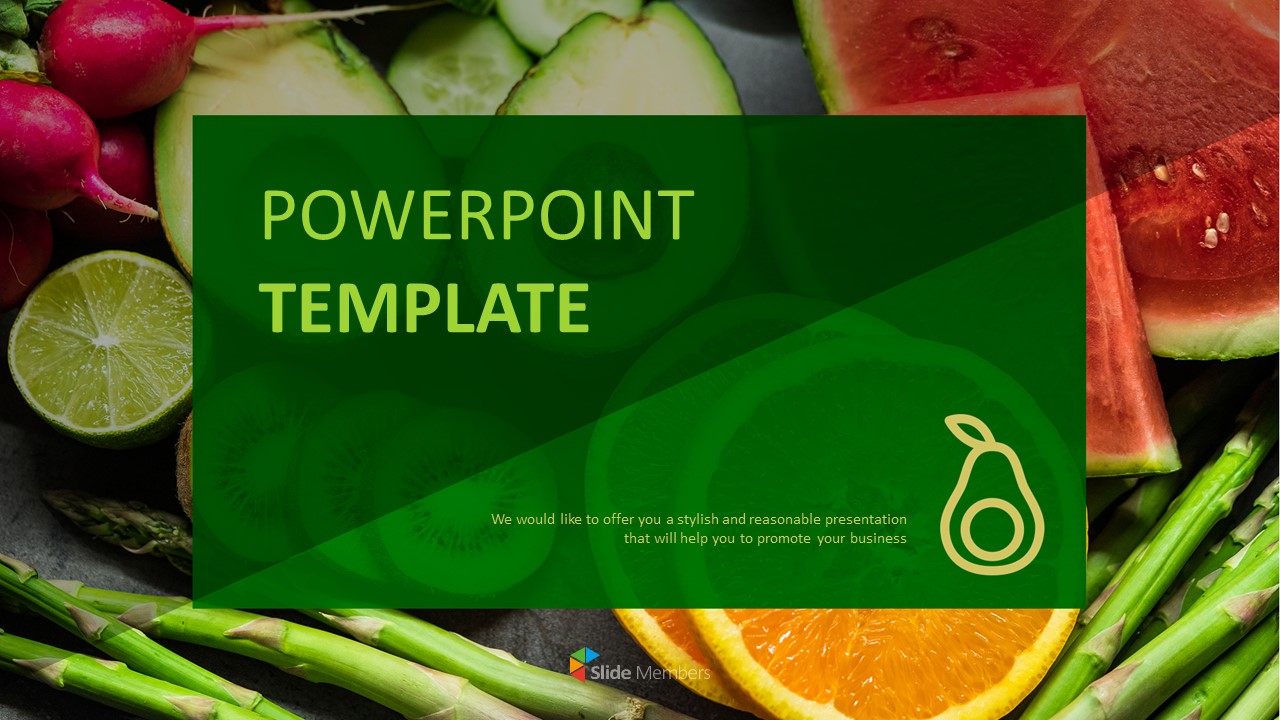 POWERPOINT
TEMPLATE
We would like to offer you a stylish and reasonable presentation
that will help you to promote your business
Slide Members